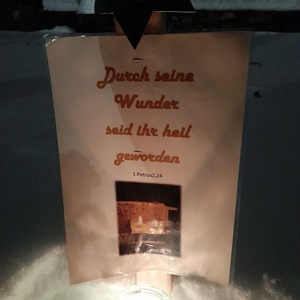 Durch seine
Wunder
seid ihr heil
geworden
1.Petrus2,24